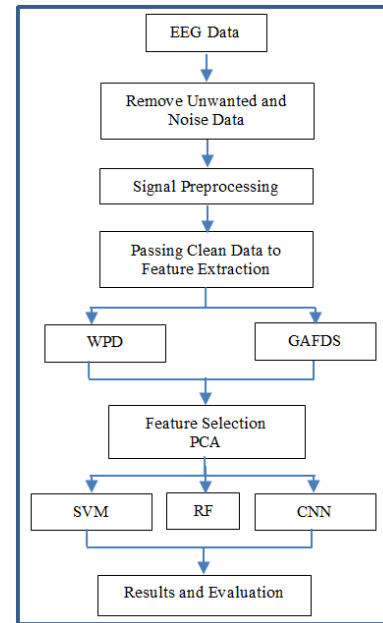 EEG Data
Remove Unwanted and
Noise Data
Signal Preprocessing
Passing Clean Data to
Feature Extraction
WPD
GAFDS
Feature Selection
PCA
SVM
RF
CNN
Results and Evaluation